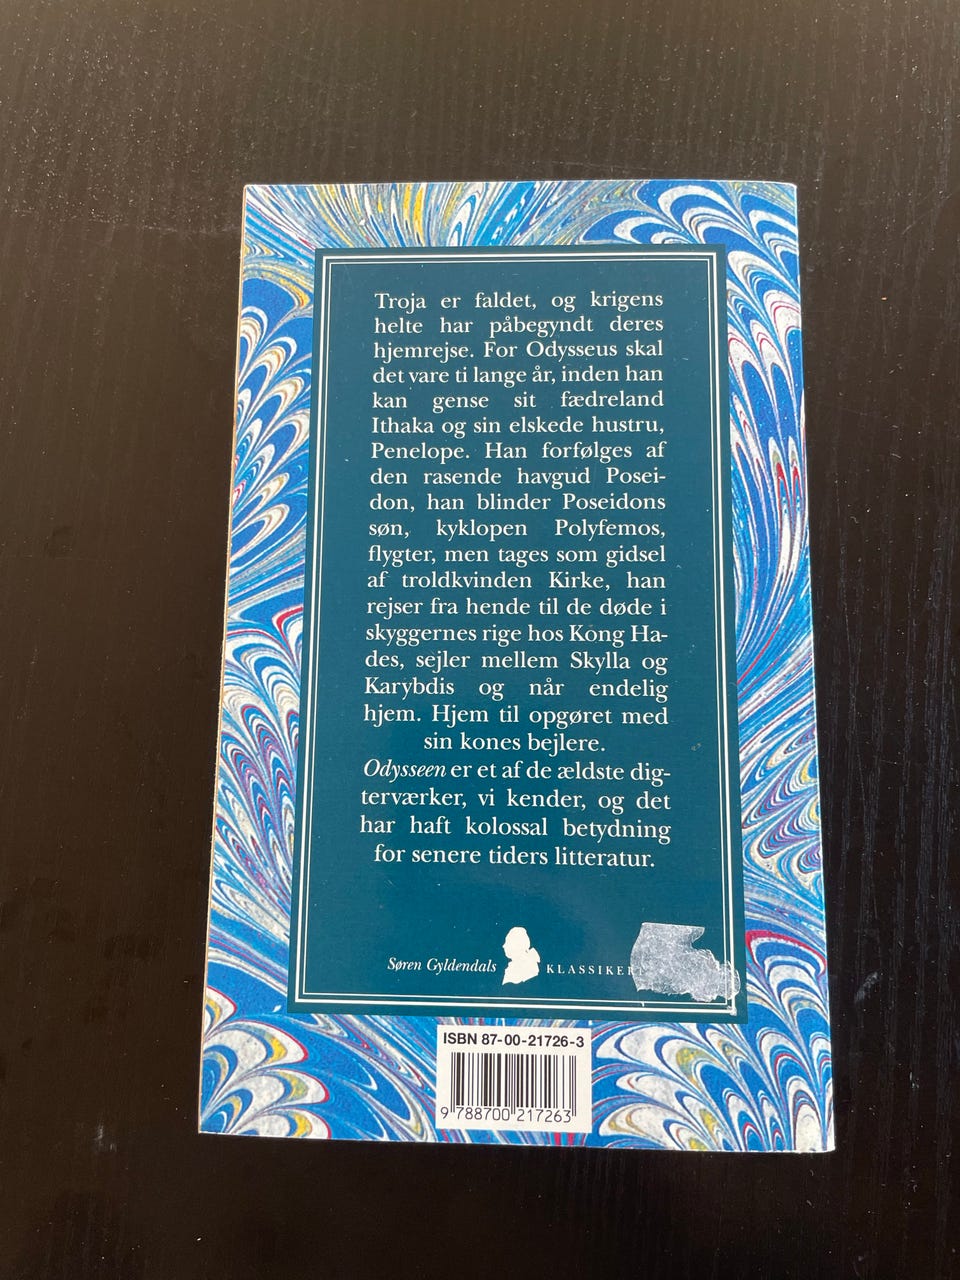 Troja er faldet, og krigens
helte har påbegyndt deres
hjemrejse. For Odysseus skal
det vare ti lange år, inden han
kan gense sit fædreland
Ithaka og sin elskede hustru,
Penelope. Han forfølges af
den rasende havgud Posei-
don, han blinder Poseidons
søn, kyklopen Polyfemos,
flygter, men tages som gidsel
af troldkvinden Kirke, han
rejser fra hende til de døde i
skyggernes rige hos Kong Ha-
des, sejler mellem Skylla og
Karybdis og når endelig
hjem. Hjem til opgøret med
sin kones bejlere.
Odysseen er et af de ældste dig-
terværker, vi kender, og det
har haft kolossal betydning
for senere tiders litteratur.
Søren Gyldendals KLASSIKER
ISBN 87-00-21726-3
9 788700 217263